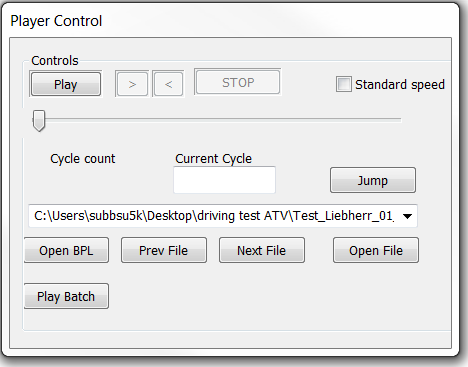 Player Control
Controls
Play > < STOP Standard speed
Cycle count Current Cycle
Jump
C:\Users\subbsu5k\Desktop\driving test ATV\Test_Liebherr_01_
Open BPL Prev File Next File Open File
Play Batch